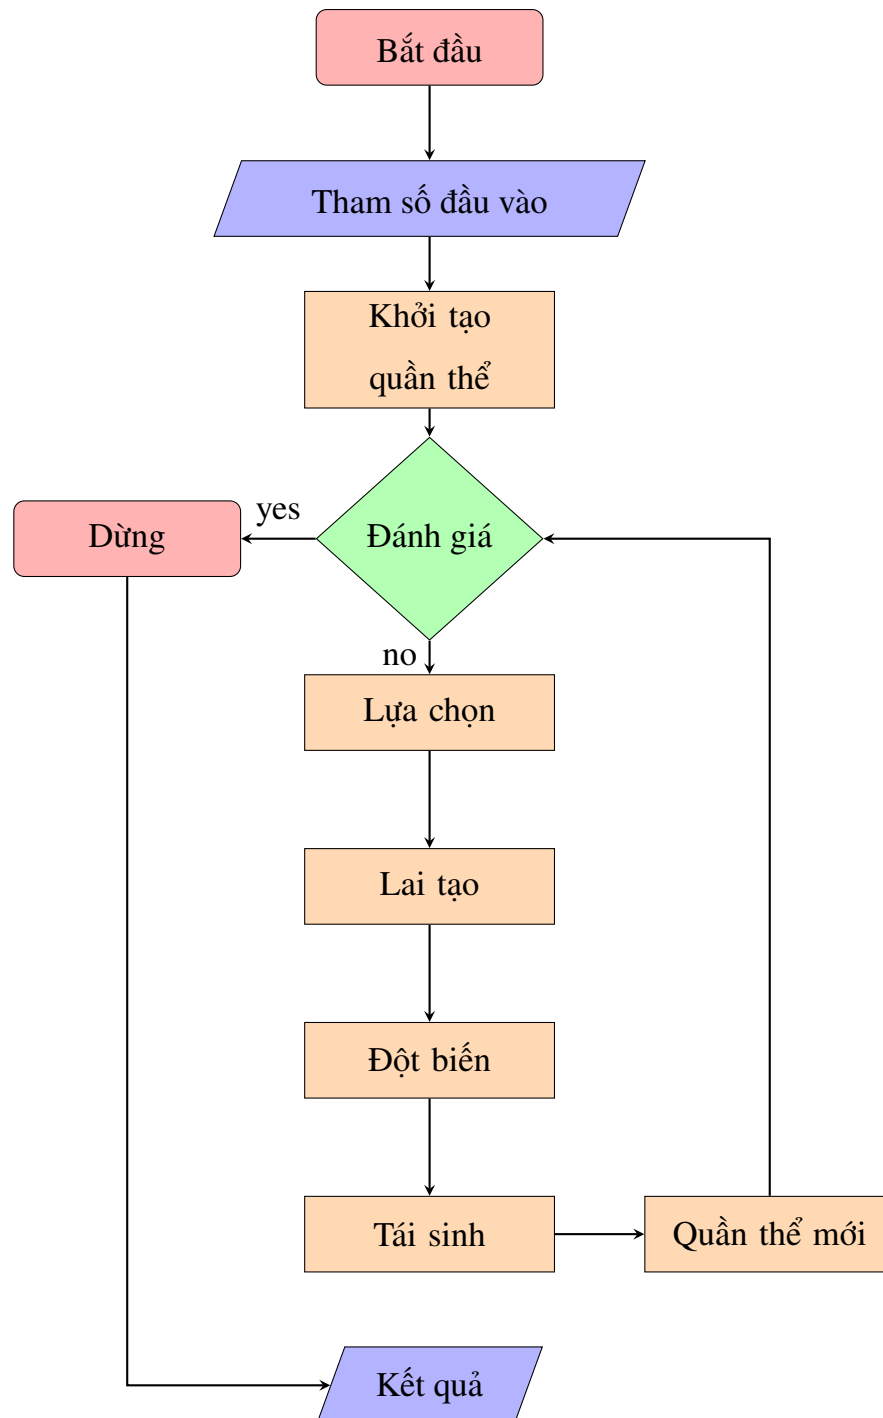 Bắt đầu
Tham số đầu vào
Khởi tạo
quần thể
yes
Dừng
Đánh giá
no
Lựa chọn
Lai tạo
Đột biến
Tái sinh
Quần thể mới
Kết quả